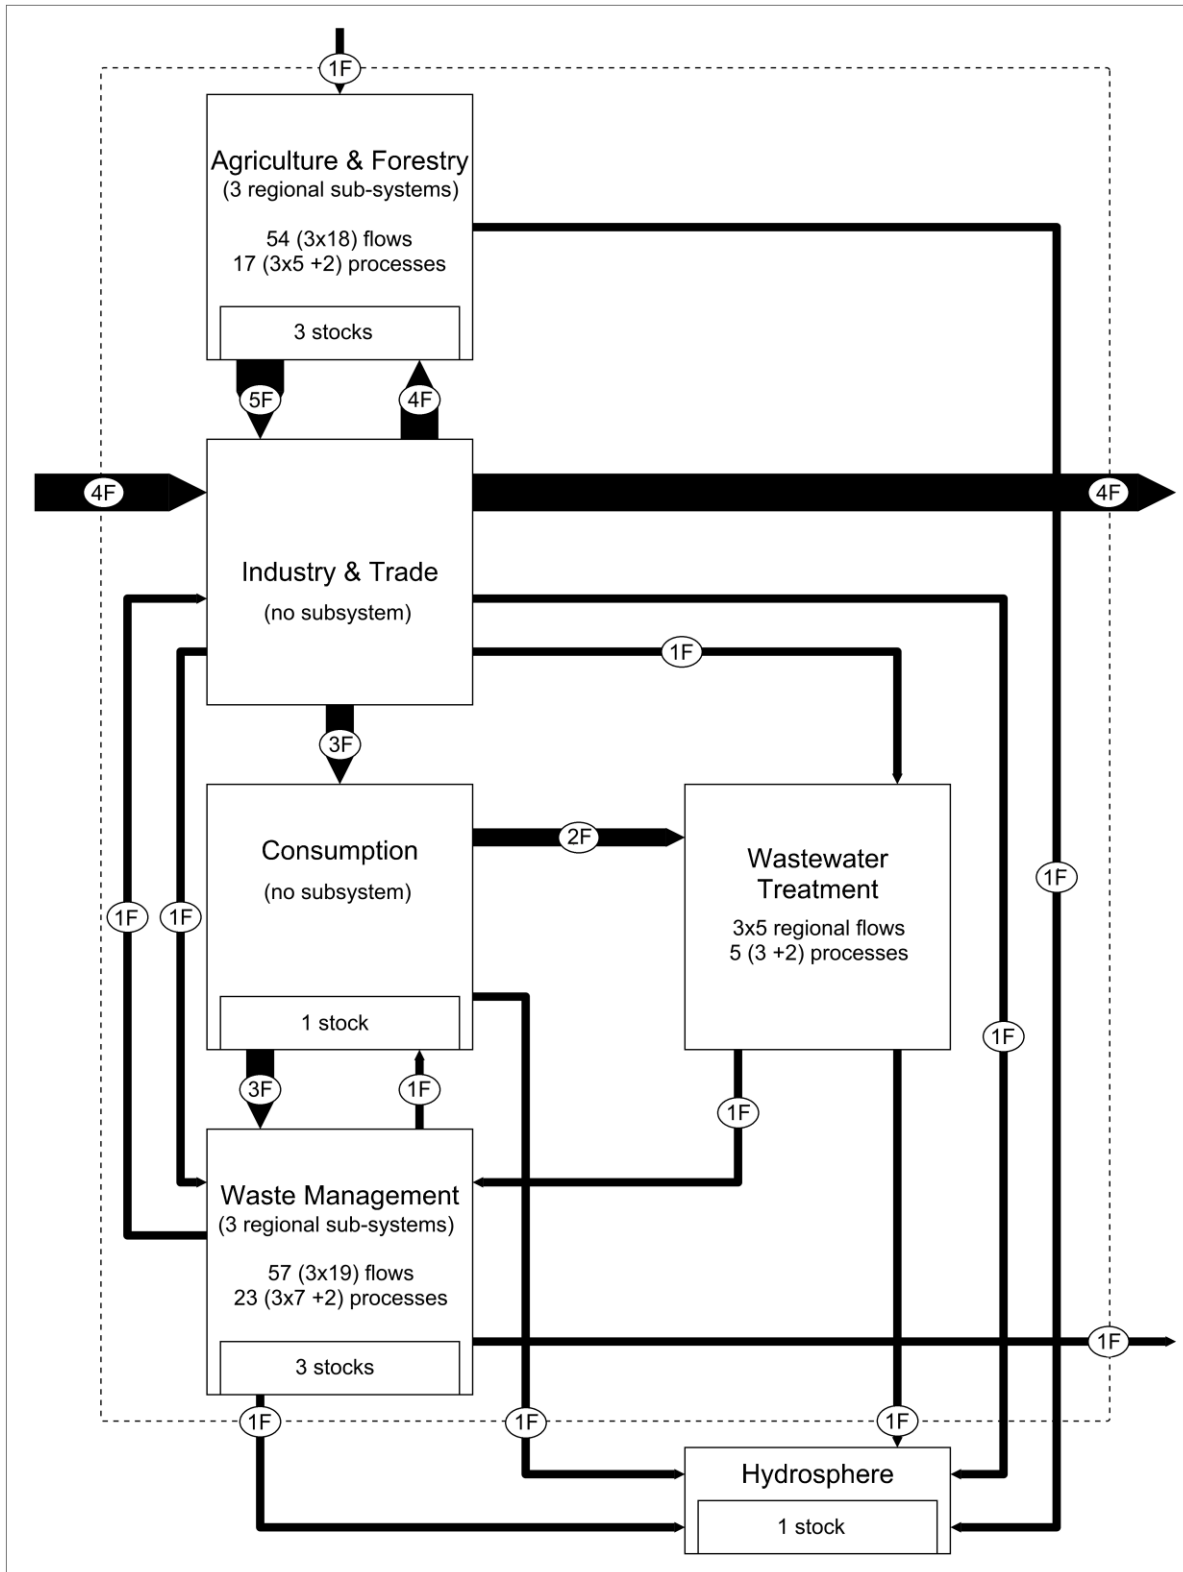 1F
Agriculture & Forestry
(3 regional sub-systems)
54 (3x18) flows
17 (3x5 +2) processes
3 stocks
5F
4F
4F
4F
Industry & Trade
(no subsystem)
1F
3F
Consumption
(no subsystem)
2F
Wastewater
Treatment
3x5 regional flows
5 (3 +2) processes
1F
1F
1F
1 stock
1F
3F
1F
1F
Waste Management
(3 regional sub-systems)
57 (3x19) flows
23 (3x7 +2) processes
3 stocks
1F
1F
1F
1F
Hydrosphere
1 stock